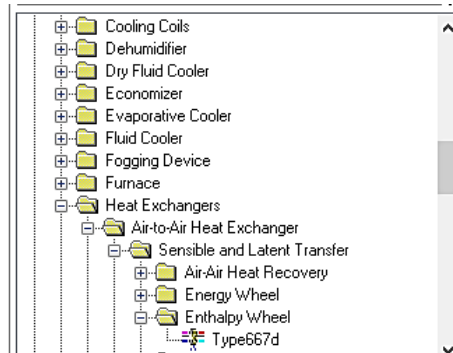 Cooling Coils
Dehumidifier
Dry Fluid Cooler
Economizer
Evaporative Cooler
Fluid Cooler
Fogging Device
Furnace
Heat Exchangers
Air-to-Air Heat Exchanger
Sensible and Latent Transfer
Air-Air Heat Recovery
Energy Wheel
Enthalpy Wheel
Type667d